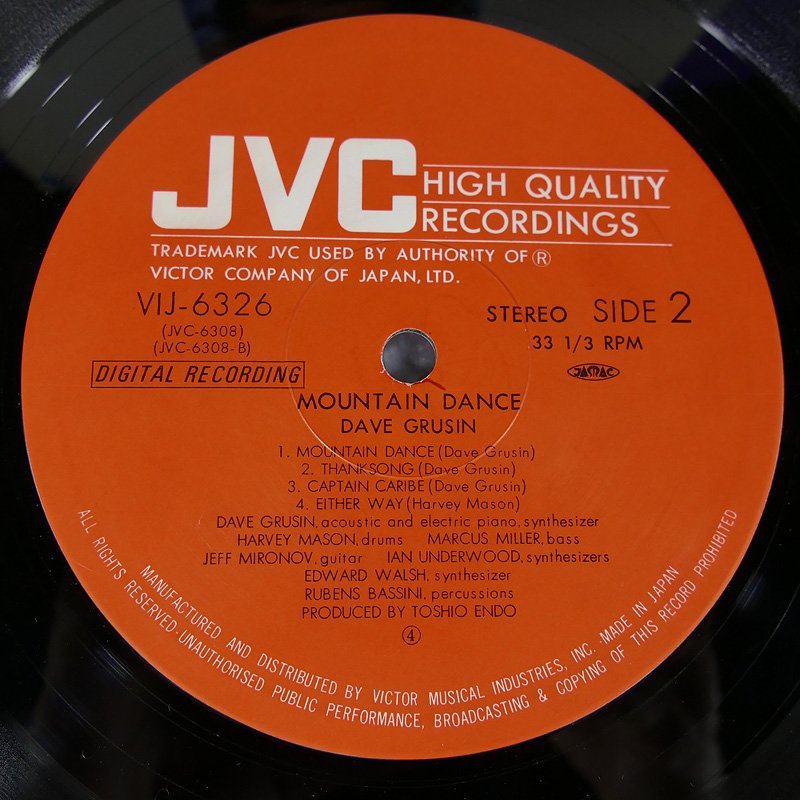 JVC
HIGH QUALITY
RECORDINGS
TRADEMARK JVC USED BY AUTHORITY OF ®
VICTOR COMPANY OF JAPAN, LTD.
VIJ-6326
(JVC-6308)
(JVC-6308-B)
DIGITAL RECORDING
STEREO SIDE 2
33 1/3 RPM
JASRAC
MOUNTAIN DANCE
DAVE GRUSIN
1. MOUNTAIN DANCE (Dave Grusin)
2. THANKSONG (Dave Grusin)
3. CAPTAIN CARIBE (Dave Grusin)
4. EITHER WAY (Harvey Mason)
DAVE GRUSIN, acoustic and electric piano, synthesizer
HARVEY MASON, drums MARCUS MILLER, bass
JEFF MIRONOV, guitar IAN UNDERWOOD, synthesizers
EDWARD WALSH, synthesizer
RUBENS BASSINI, percussions
PRODUCED BY TOSHIO ENDO
④
MANUFACTURED AND DISTRIBUTED BY VICTOR MUSICAL INDUSTRIES, INC. · MADE IN JAPAN
ALL RIGHTS RESERVED · UNAUTHORISED PUBLIC PERFORMANCE, BROADCASTING & COPYING OF THIS RECORD PROHIBITED